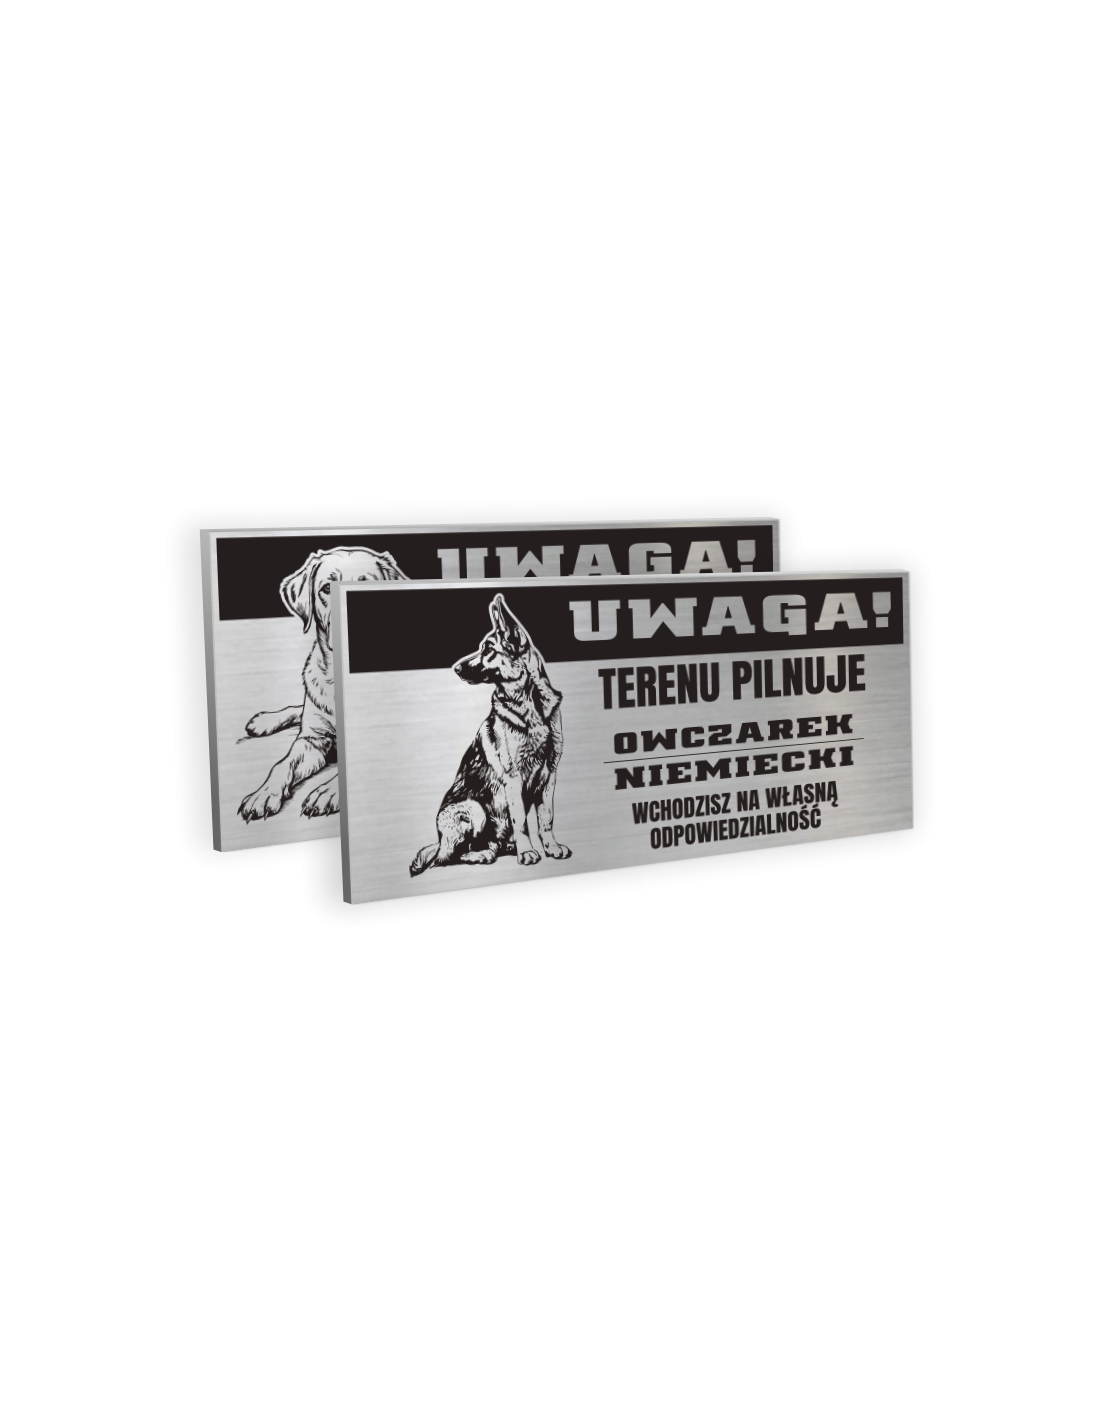 UWAGA!
UWAGA!
TERENU PILNUJE
OWCZAREK
NIEMIECKI
WCHODZISZ NA WŁASNĄ
ODPOWIEDZIALNOŚĆ